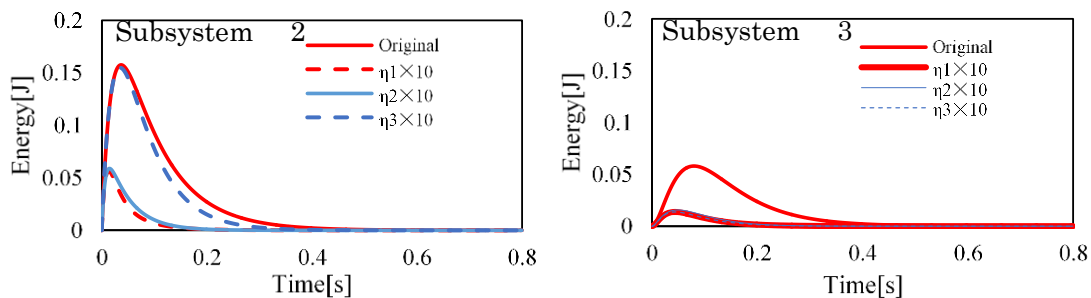 Subsystem 2
0.2
0.15
0.1
0.05
0
Energy[J]
Original
η1×10
η2×10
η3×10
0 0.2 0.4 0.6 0.8
Time[s]
Subsystem 3
0.2
0.15
0.1
0.05
0
Energy[J]
Original
η1×10
η2×10
η3×10
0 0.2 0.4 0.6 0.8
Time[s]